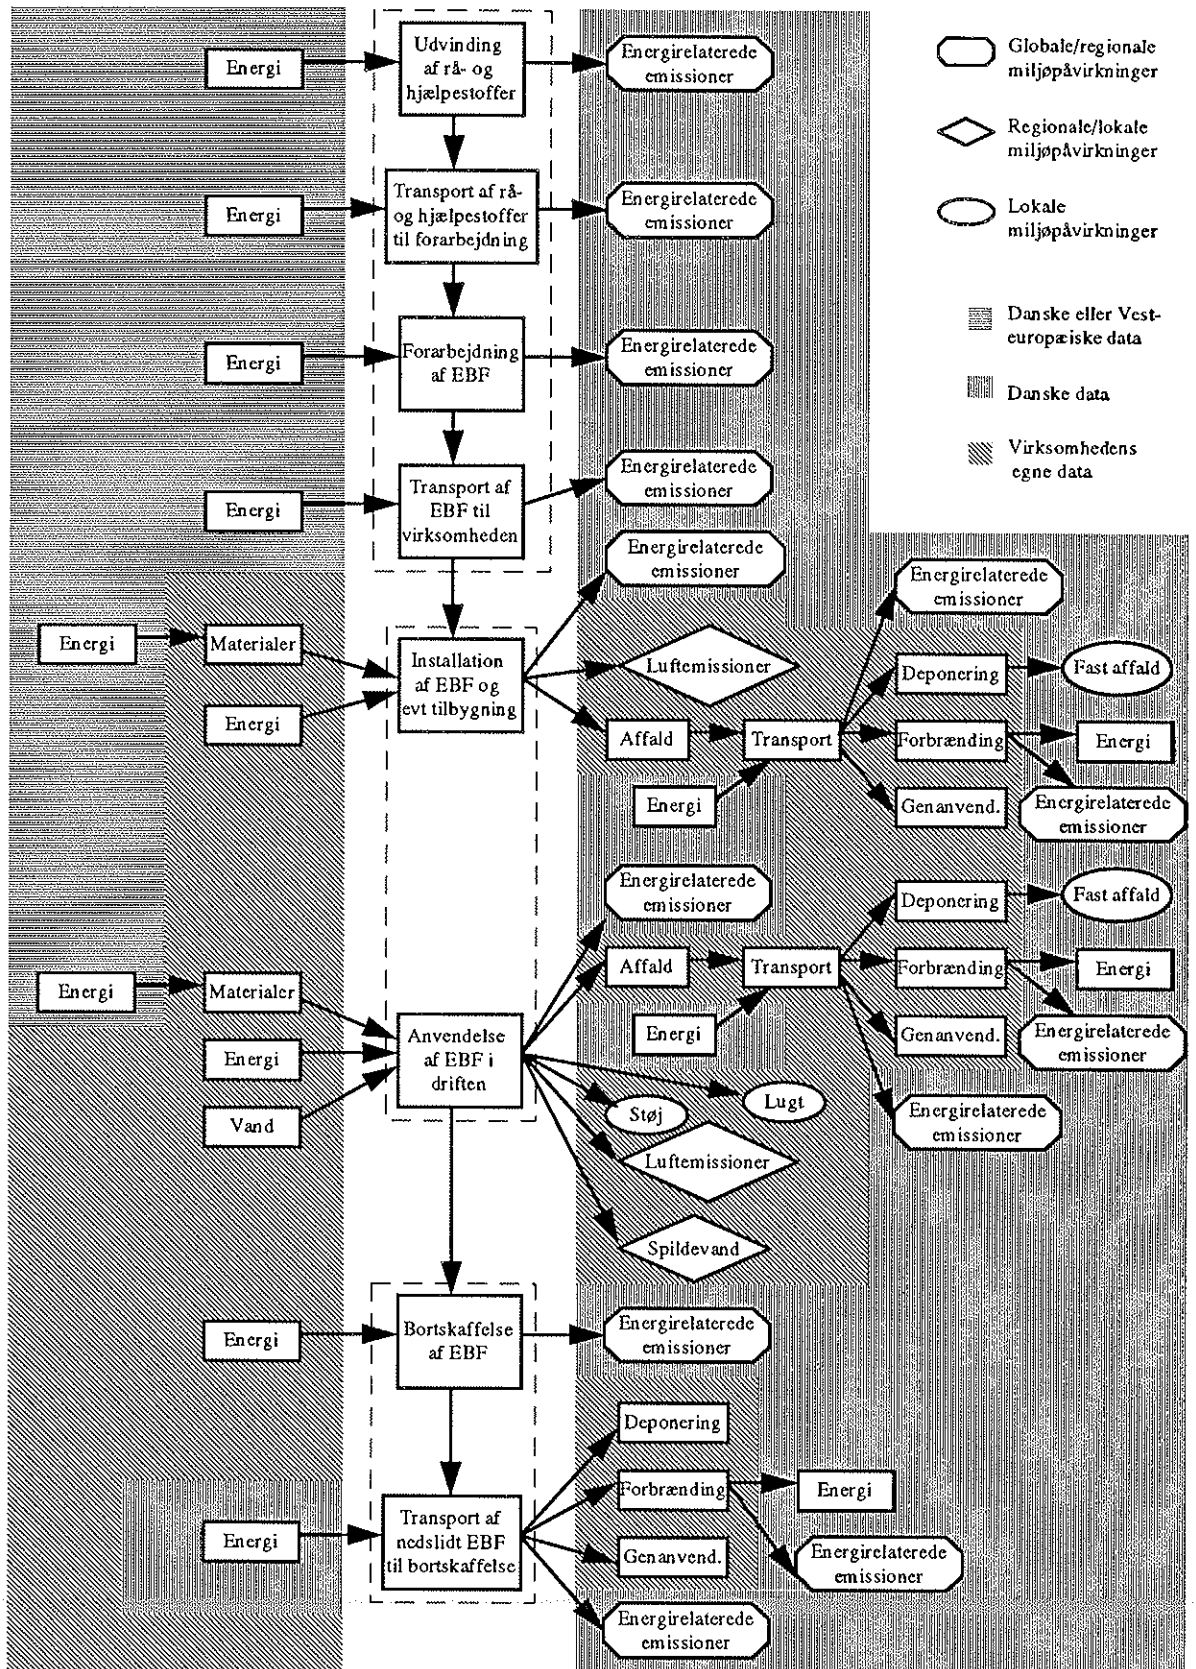 Udvinding
af rå- og
hjælpestoffer
Energi
Energirelaterede
emissioner
Globale/regionale
miljøpåvirkninger
Regionale/lokale
miljøpåvirkninger
Transport af rå-
og hjælpestoffer
til forarbejdning
Energi
Energirelaterede
emissioner
Lokale
miljøpåvirkninger
Danske eller Vest-
europæiske data
Energi
Forarbejdning
af EBF
Energirelaterede
emissioner
Danske data
Virksomhedens
egne data
Energi
Transport af
EBF til
virksomheden
Energirelaterede
emissioner
Energirelaterede
emissioner
Energirelaterede
emissioner
Energi
Materialer
Energi
Installation
af EBF og
evt tilbygning
Luftemissioner
Affald
Transport
Energi
Deponering
Fast affald
Forbrænding
Energi
Genanvend.
Energirelaterede
emissioner
Energirelaterede
emissioner
Deponering
Fast affald
Affald
Transport
Forbrænding
Energi
Energi
Materialer
Energi
Vand
Anvendelse
af EBF i
driften
Energi
Genanvend.
Energirelaterede
emissioner
Energirelaterede
emissioner
Lugt
Støj
Luftemissioner
Spildevand
Energi
Bortskaffelse
af EBF
Energirelaterede
emissioner
Deponering
Forbrænding
Energi
Energi
Transport af
nedslidt EBF
til bortskaffelse
Genanvend.
Energirelaterede
emissioner
Energirelaterede
emissioner